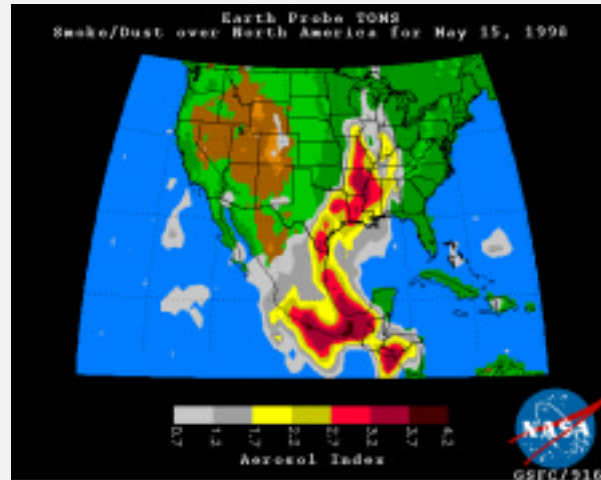 Earth Probe TOMS
Smoke/Dust over North America for May 15, 1998
0.7 1.2 1.7 2.2 2.7 3.2 3.7 4.2
Aerosol Index
NASA
GSFC/916